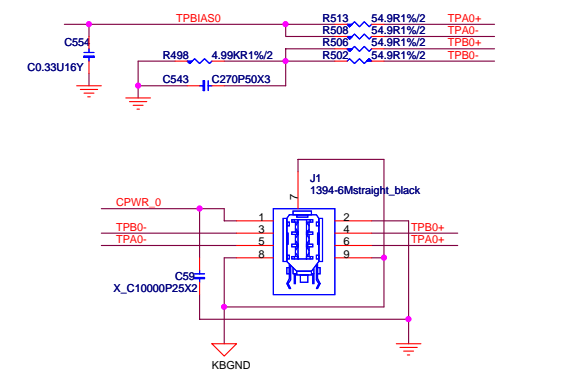 TPBIAS0
R513 54.9R1%/2 TPA0+
C554 R508 54.9R1%/2 TPA0-
R498 4.99KR1%/2 R506 54.9R1%/2 TPB0+
C0.33U16Y R502 54.9R1%/2 TPB0-
C543 C270P50X3
J1
1394-6Mstraight_black
7
CPWR_0
1 2
TPB0- 3 4 TPB0+
TPA0- 5 6 TPA0+
8 9
C59
X_C10000P25X2
KBGND